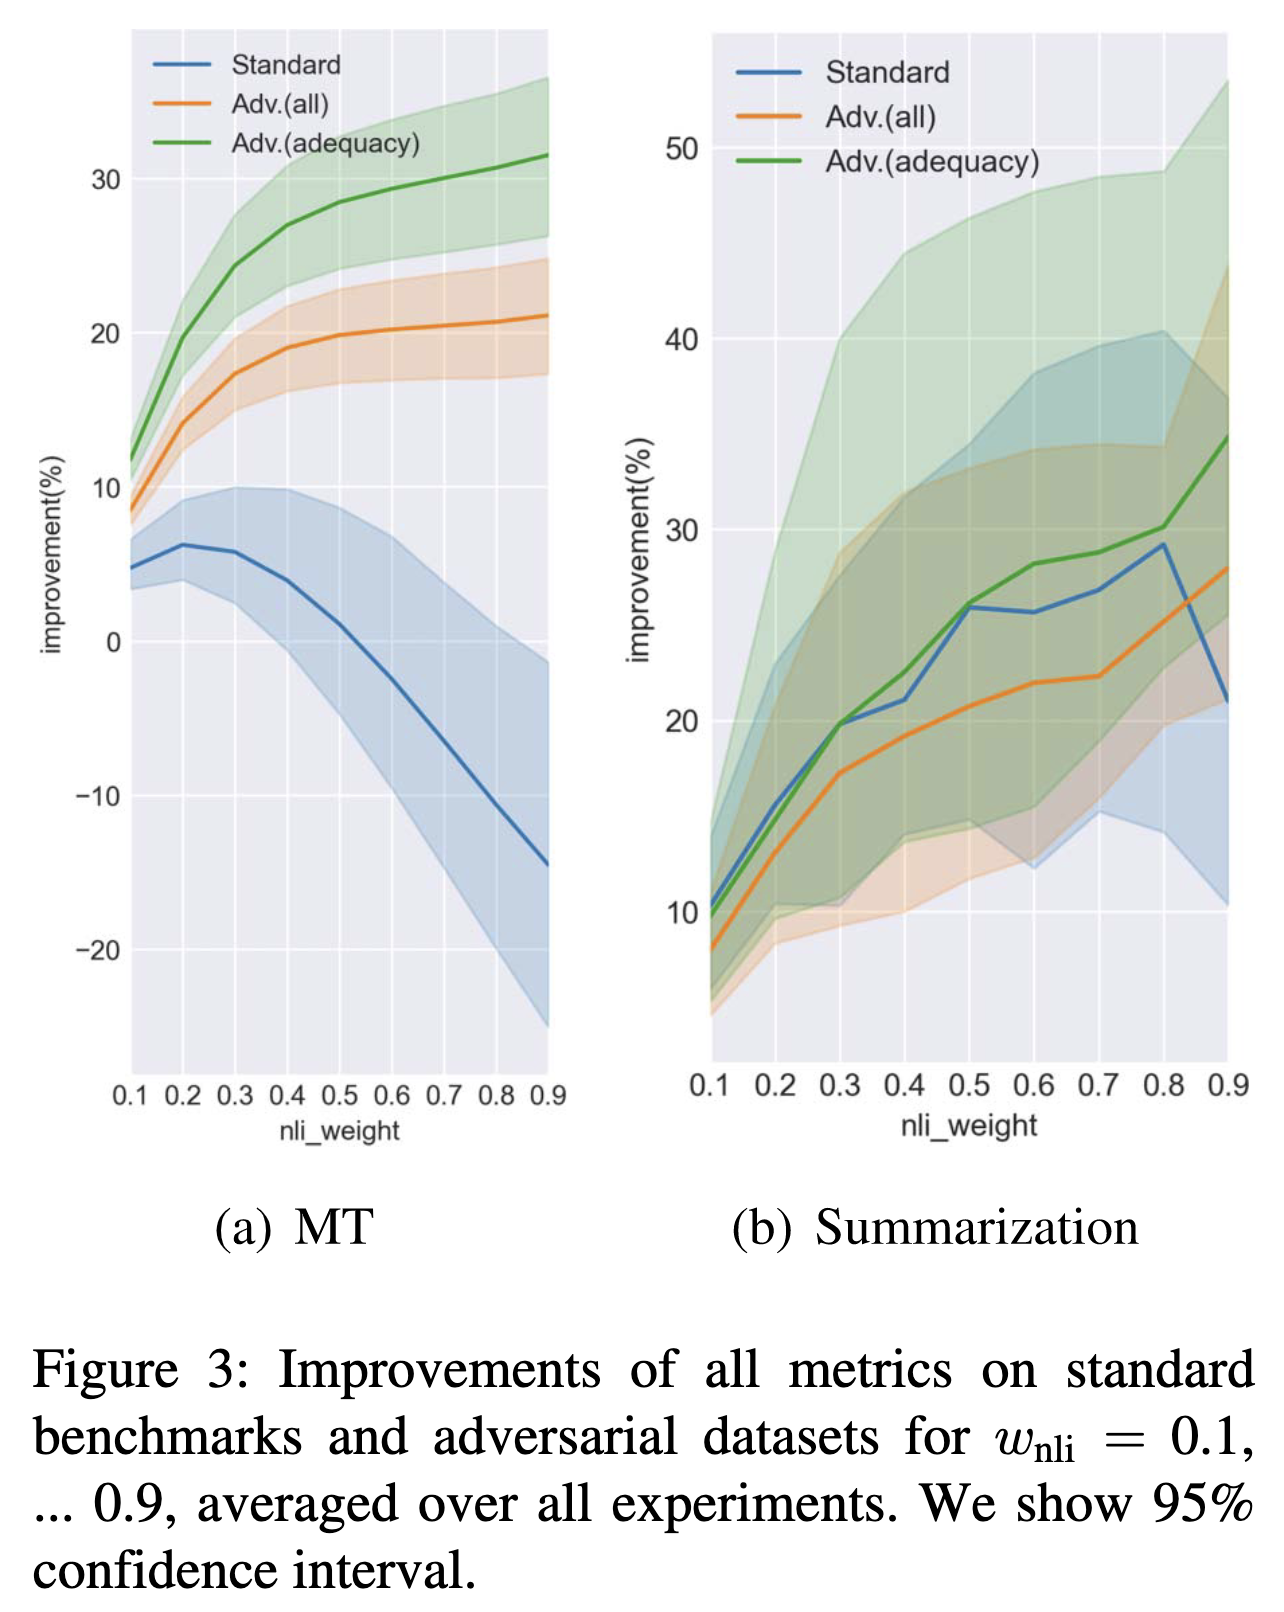 Standard
Adv.(all)
Adv.(adequacy)
30
20
10
0
−10
−20
improvement(%)
0.1 0.2 0.3 0.4 0.5 0.6 0.7 0.8 0.9
nli_weight
(a) MT
Standard
Adv.(all)
Adv.(adequacy)
50
40
30
20
10
improvement(%)
0.1 0.2 0.3 0.4 0.5 0.6 0.7 0.8 0.9
nli_weight
(b) Summarization
Figure 3: Improvements of all metrics on standard
benchmarks and adversarial datasets for w_nli = 0.1,
... 0.9, averaged over all experiments. We show 95%
confidence interval.